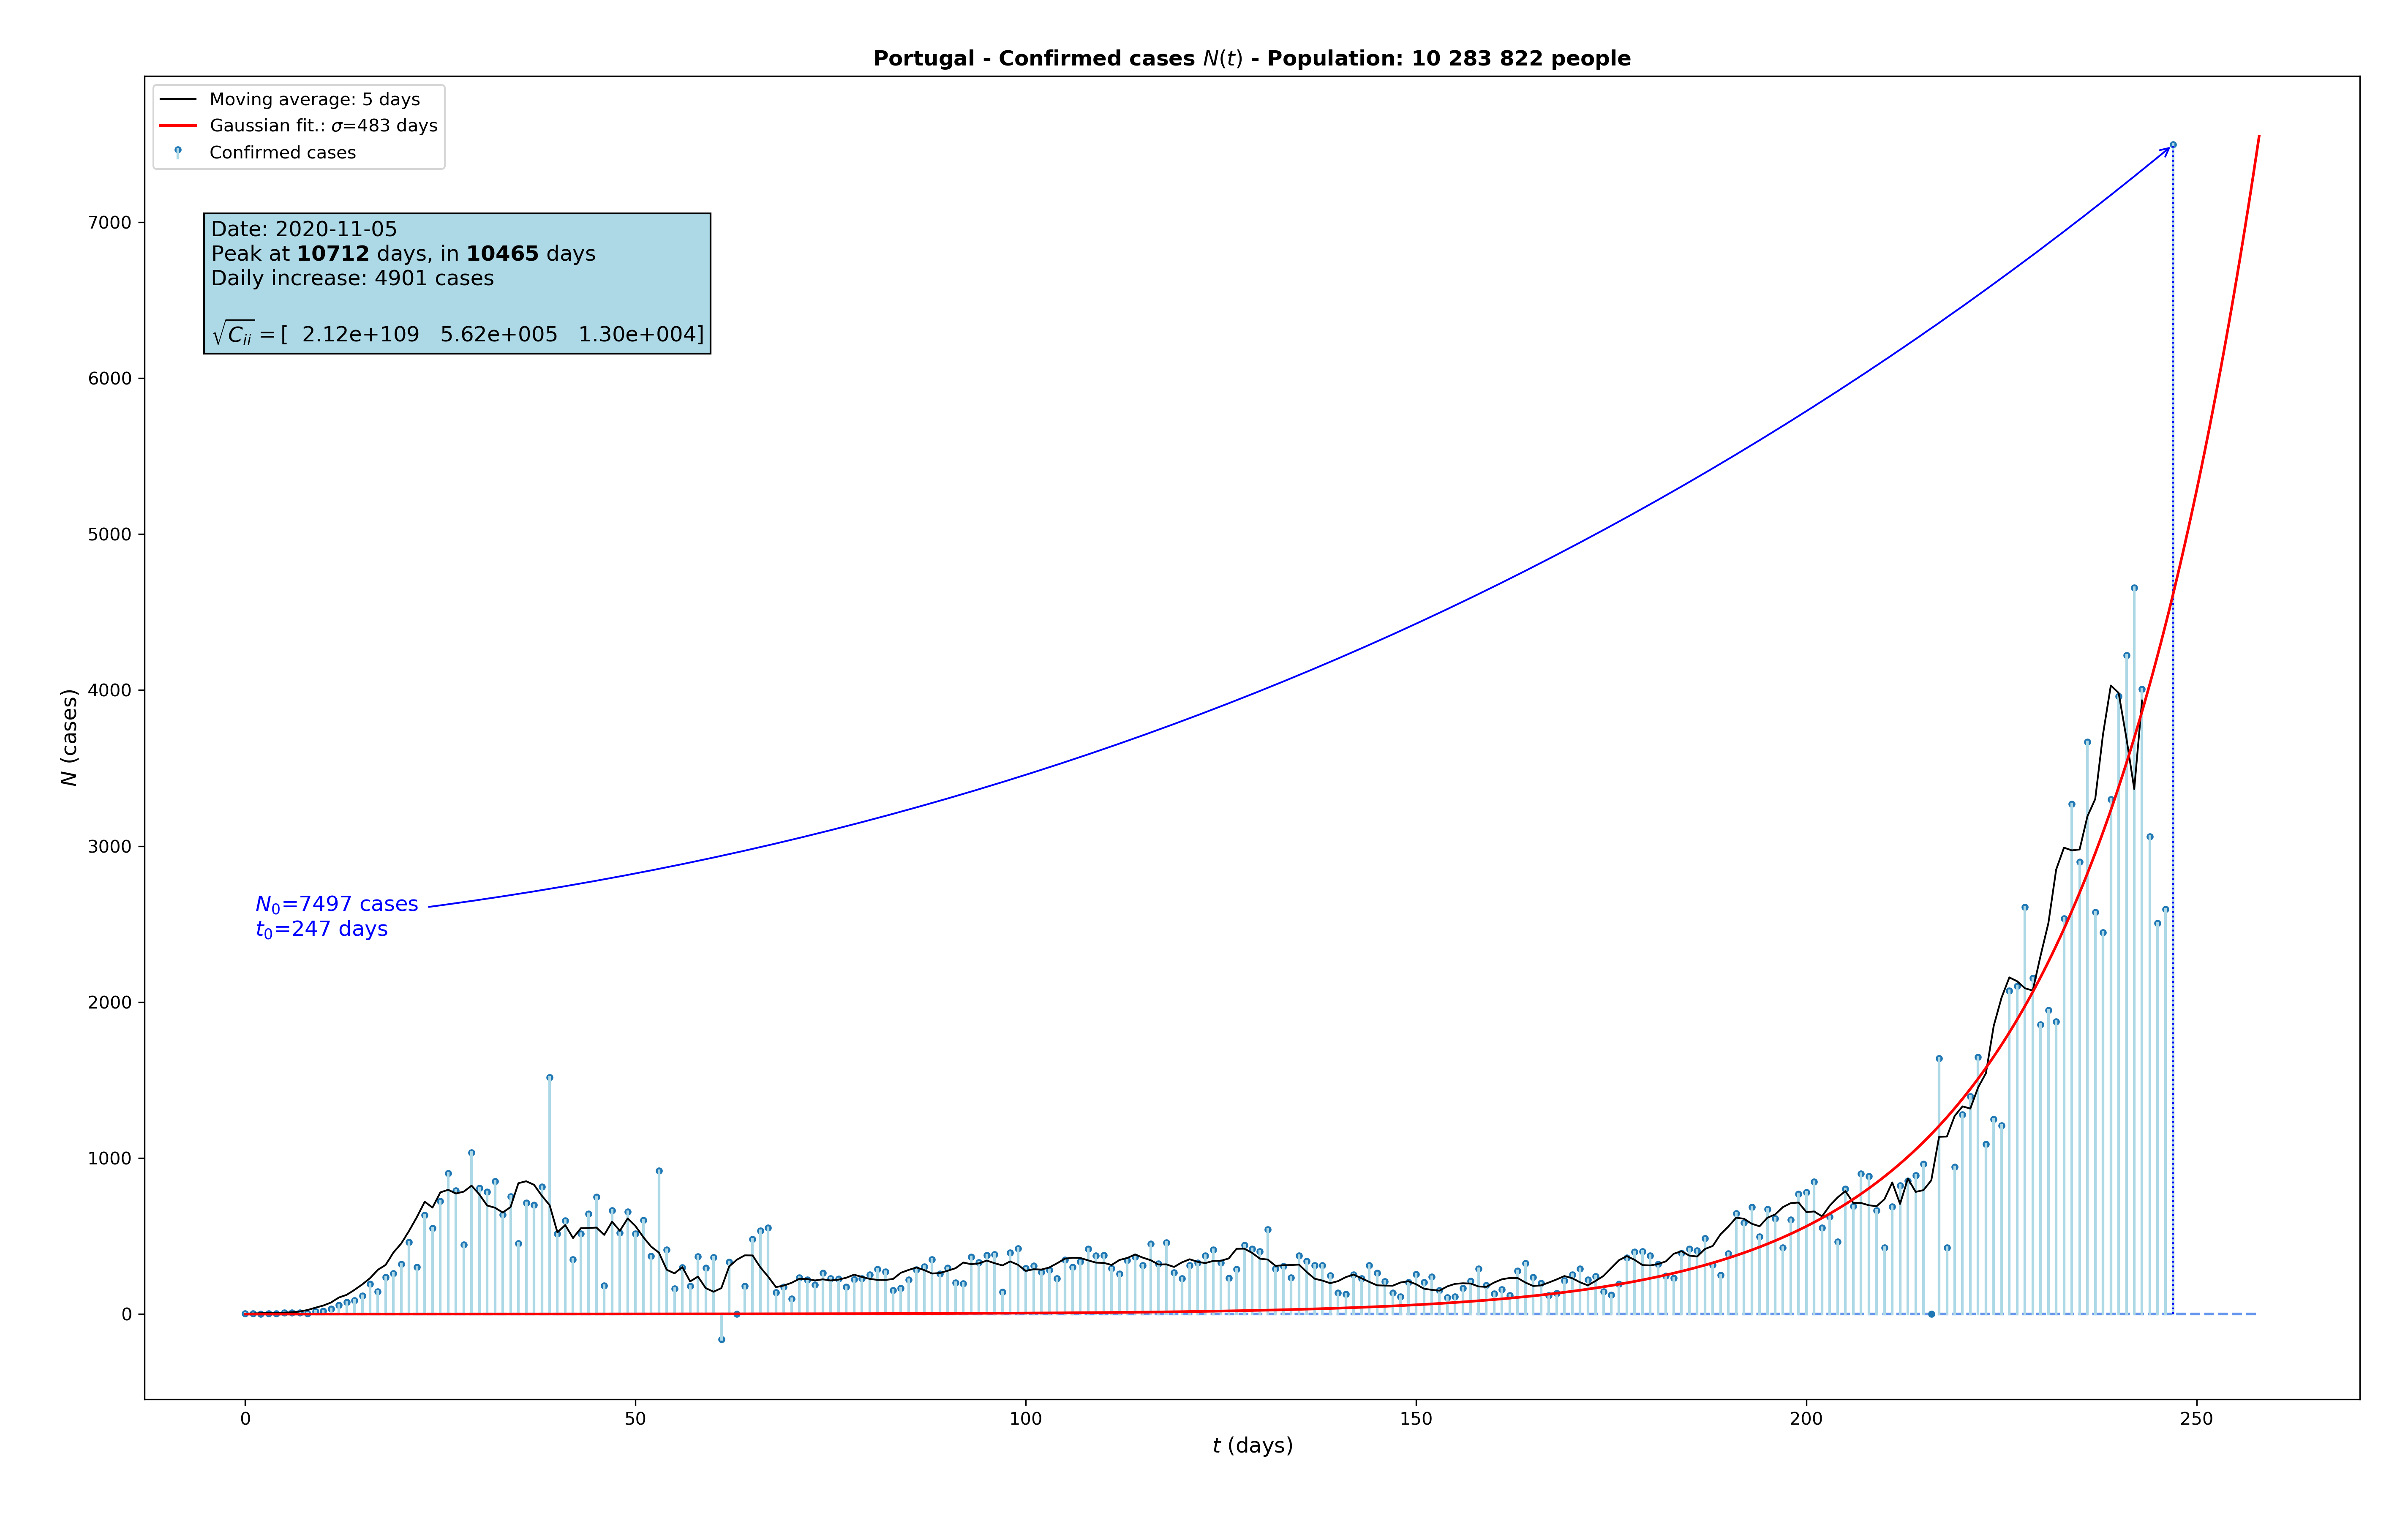 Portugal - Confirmed cases N(t) - Population: 10 283 822 people
Moving average: 5 days
Gaussian fit.: σ=483 days
Confirmed cases
Date: 2020-11-05
Peak at 10712 days, in 10465 days
Daily increase: 4901 cases
√Cᵢᵢ = [ 2.12e+109 5.62e+005 1.30e+004]
N₀=7497 cases
t₀=247 days
N (cases)
7000
6000
5000
4000
3000
2000
1000
0
0 50 100 150 200 250
t (days)